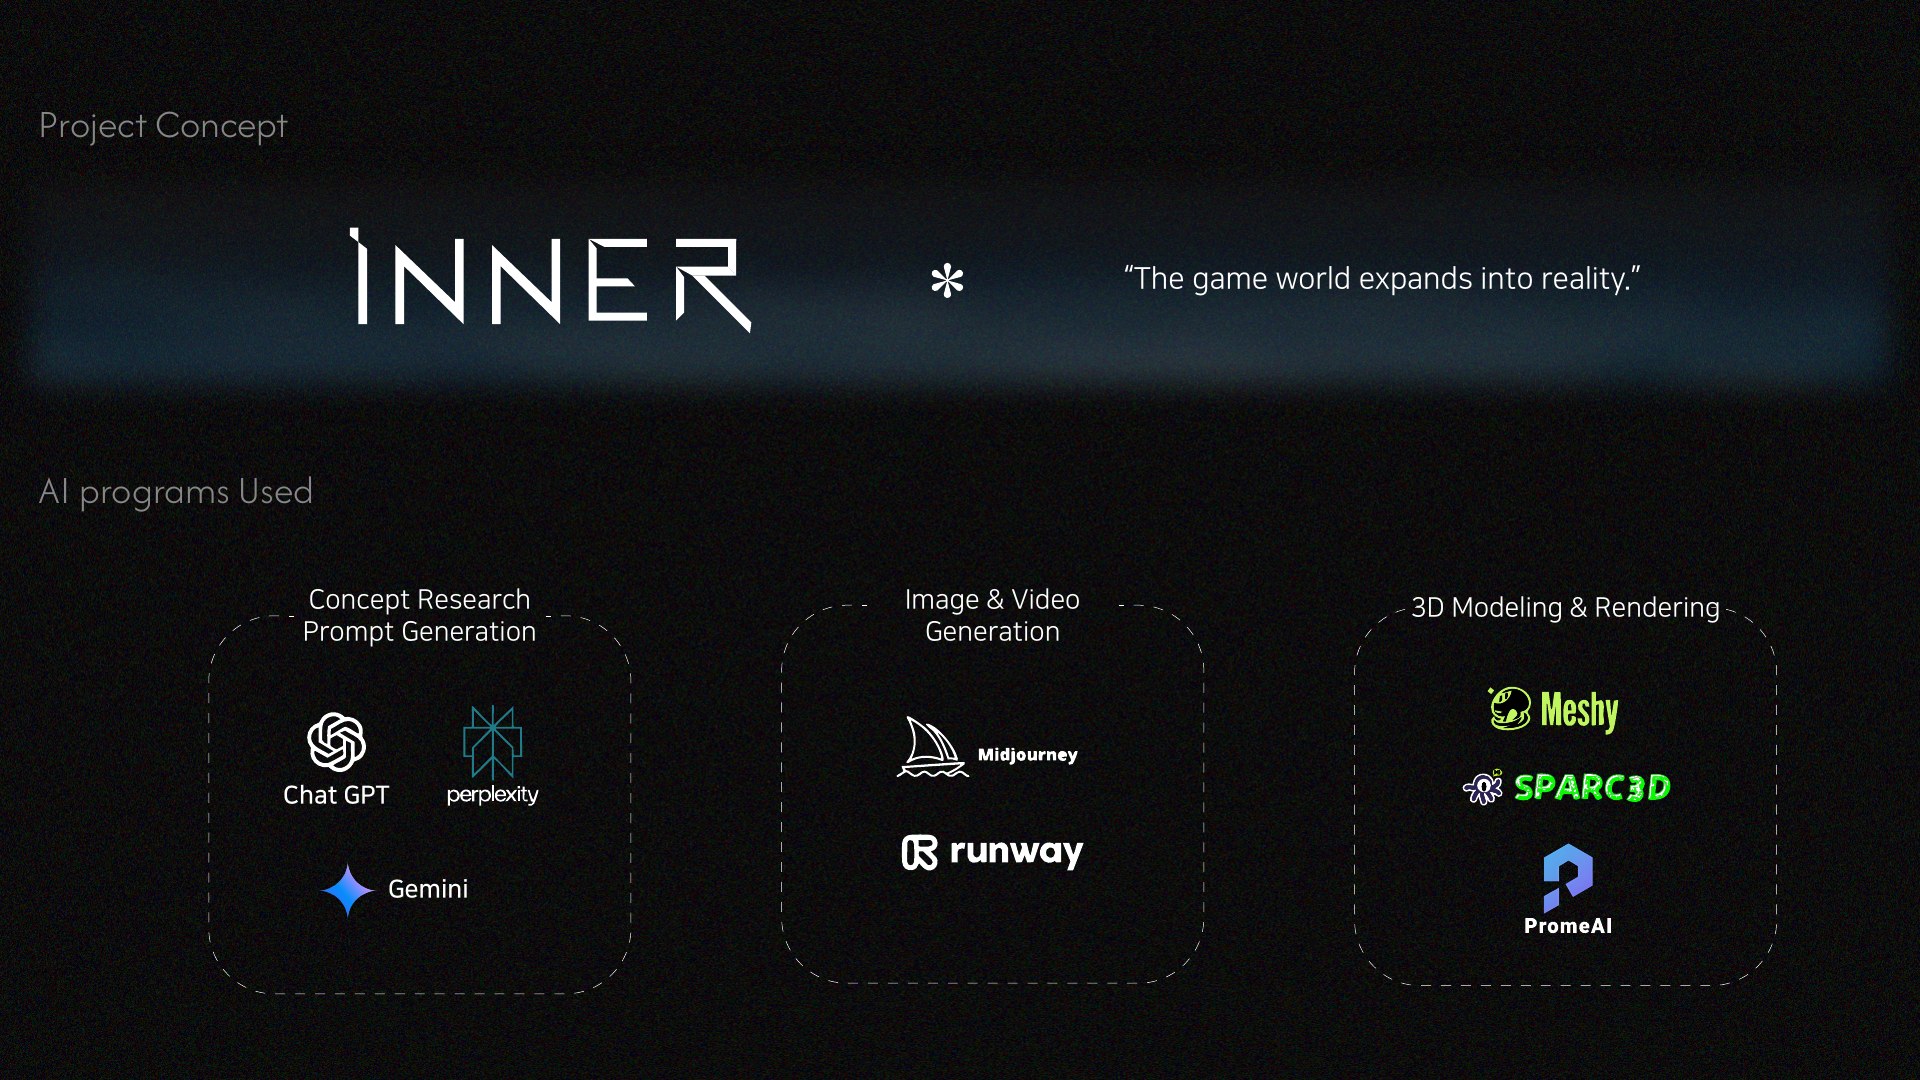 Project Concept
INNER
*
“The game world expands into reality.”
AI programs Used
Concept Research
Prompt Generation
Chat GPT
perplexity
Gemini
Image & Video
Generation
Midjourney
runway
3D Modeling & Rendering
Meshy
SPARC3D
PromeAI